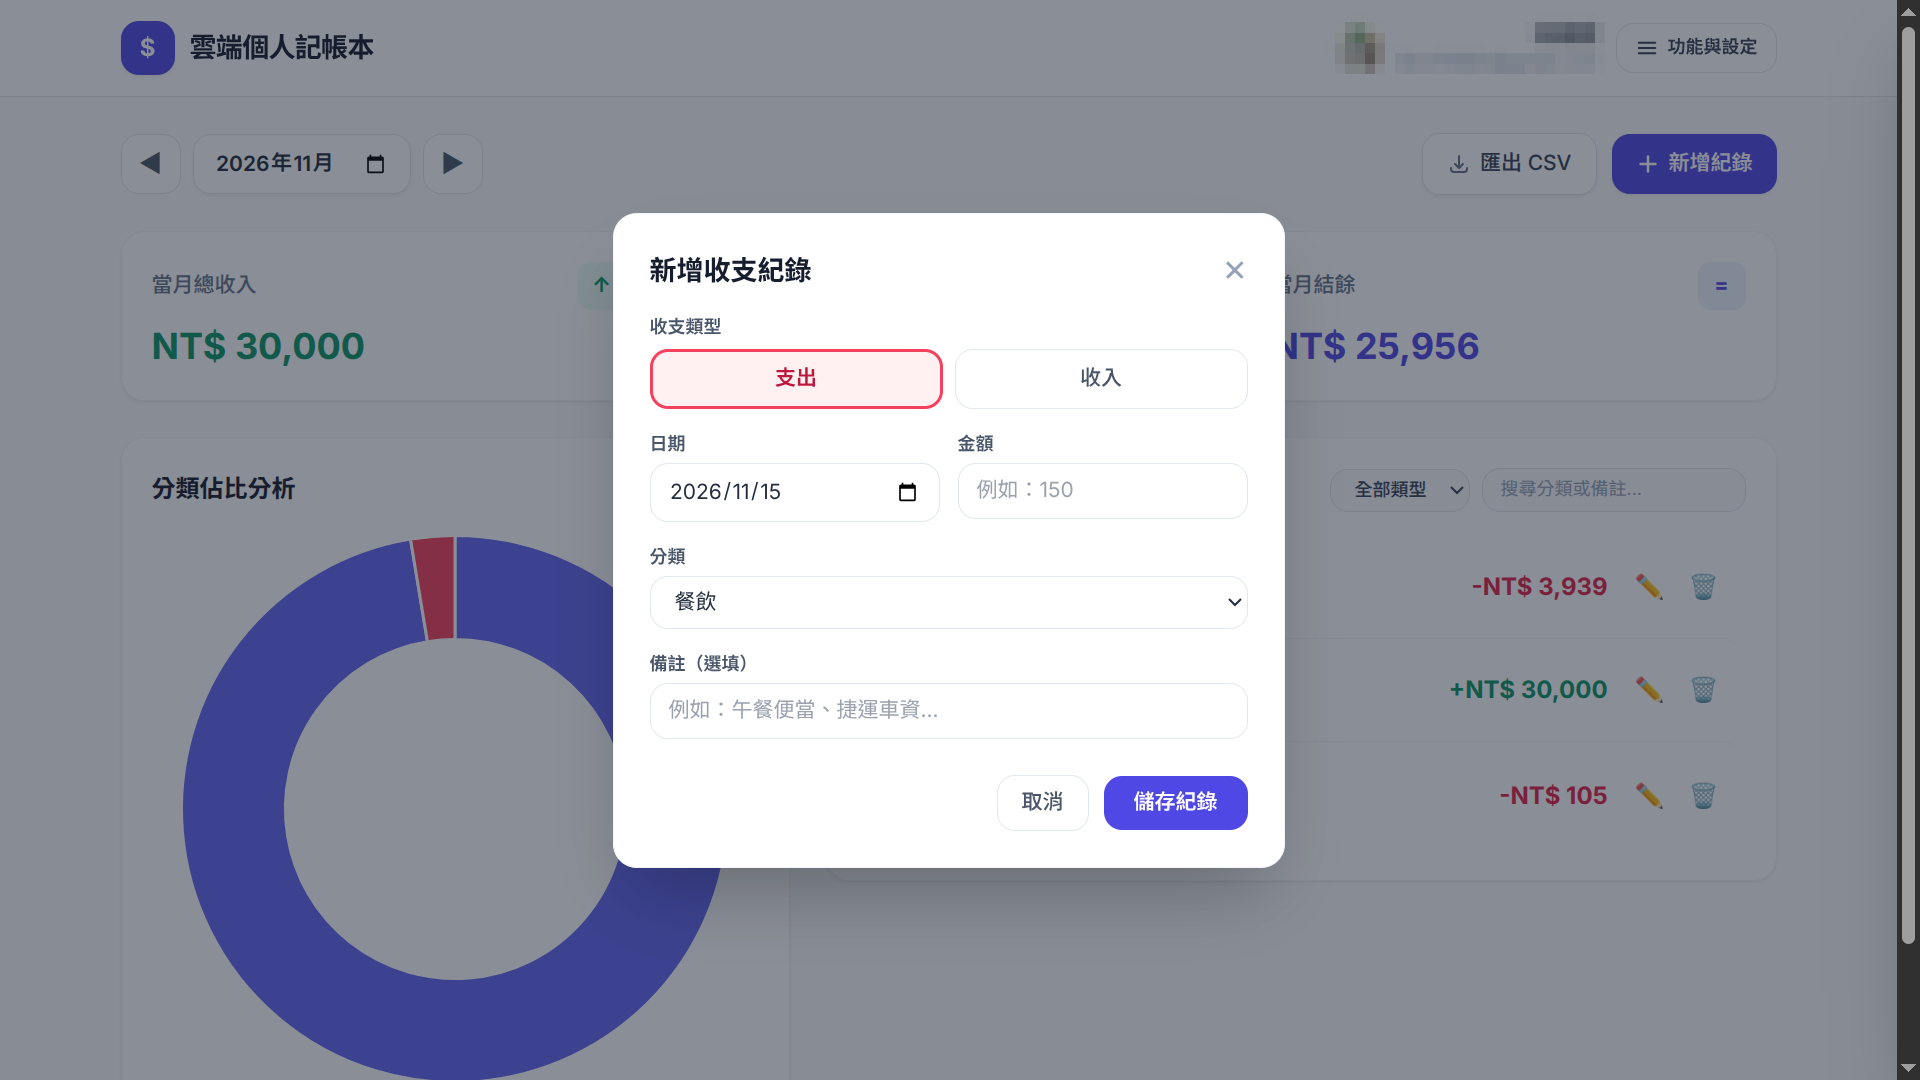 $ 雲端個人記帳本
功能與設定
2026年11月
匯出 CSV
新增紀錄
當月總收入
NT$ 30,000
月結餘
=
NT$ 25,956
新增收支紀錄
收支類型
支出
收入
日期
金額
2026/11/15
例如：150
分類
餐飲
備註（選填）
例如：午餐便當、捷運車資...
取消
儲存紀錄
分類佔比分析
全部類型
搜尋分類或備註...
-NT$ 3,939
+NT$ 30,000
-NT$ 105